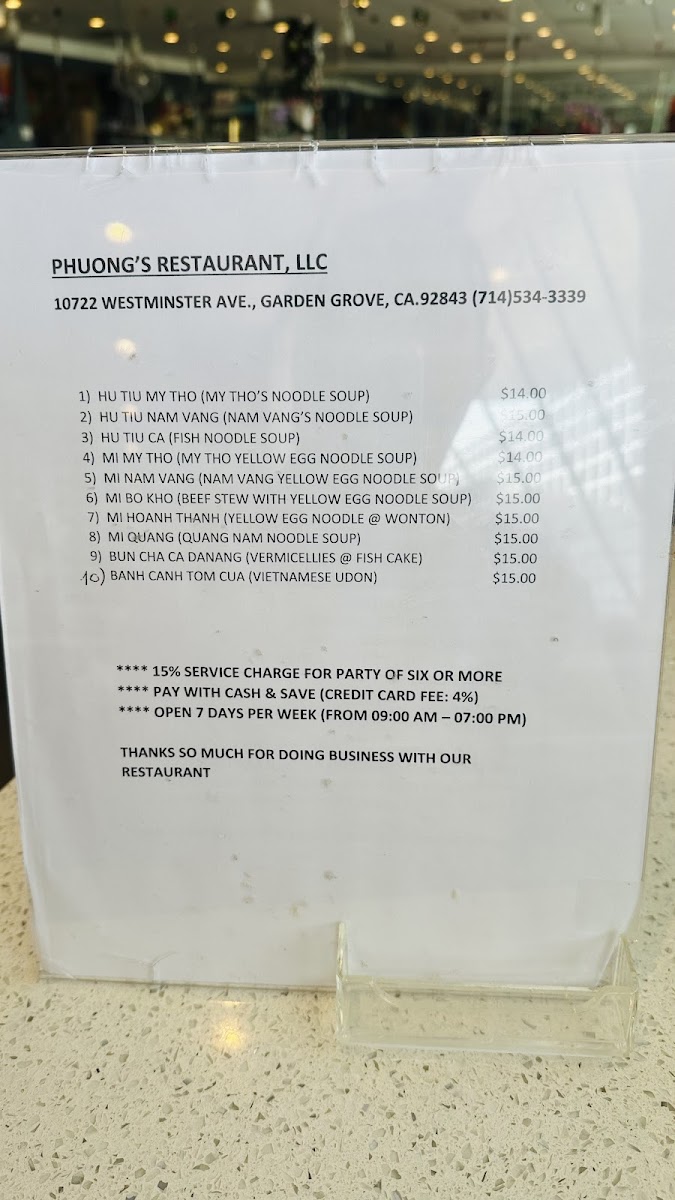 PHUONG'S RESTAURANT, LLC
10722 WESTMINSTER AVE., GARDEN GROVE, CA.92843 (714)534-3339
1) HU TIU MY THO (MY THO'S NOODLE SOUP) $14.00
2) HU TIU NAM VANG (NAM VANG'S NOODLE SOUP) $15.00
3) HU TIU CA (FISH NOODLE SOUP) $14.00
4) MI MY THO (MY THO YELLOW EGG NOODLE SOUP) $14.00
5) MI NAM VANG (NAM VANG YELLOW EGG NOODLE SOUP) $15.00
6) MI BO KHO (BEEF STEW WITH YELLOW EGG NOODLE SOUP) $15.00
7) MI HOANH THANH (YELLOW EGG NOODLE @ WONTON) $15.00
8) MI QUANG (QUANG NAM NOODLE SOUP) $15.00
9) BUN CHA CA DANANG (VERMICELLIES @ FISH CAKE) $15.00
10) BANH CANH TOM CUA (VIETNAMESE UDON) $15.00
**** 15% SERVICE CHARGE FOR PARTY OF SIX OR MORE
**** PAY WITH CASH & SAVE (CREDIT CARD FEE: 4%)
**** OPEN 7 DAYS PER WEEK (FROM 09:00 AM – 07:00 PM)
THANKS SO MUCH FOR DOING BUSINESS WITH OUR
RESTAURANT